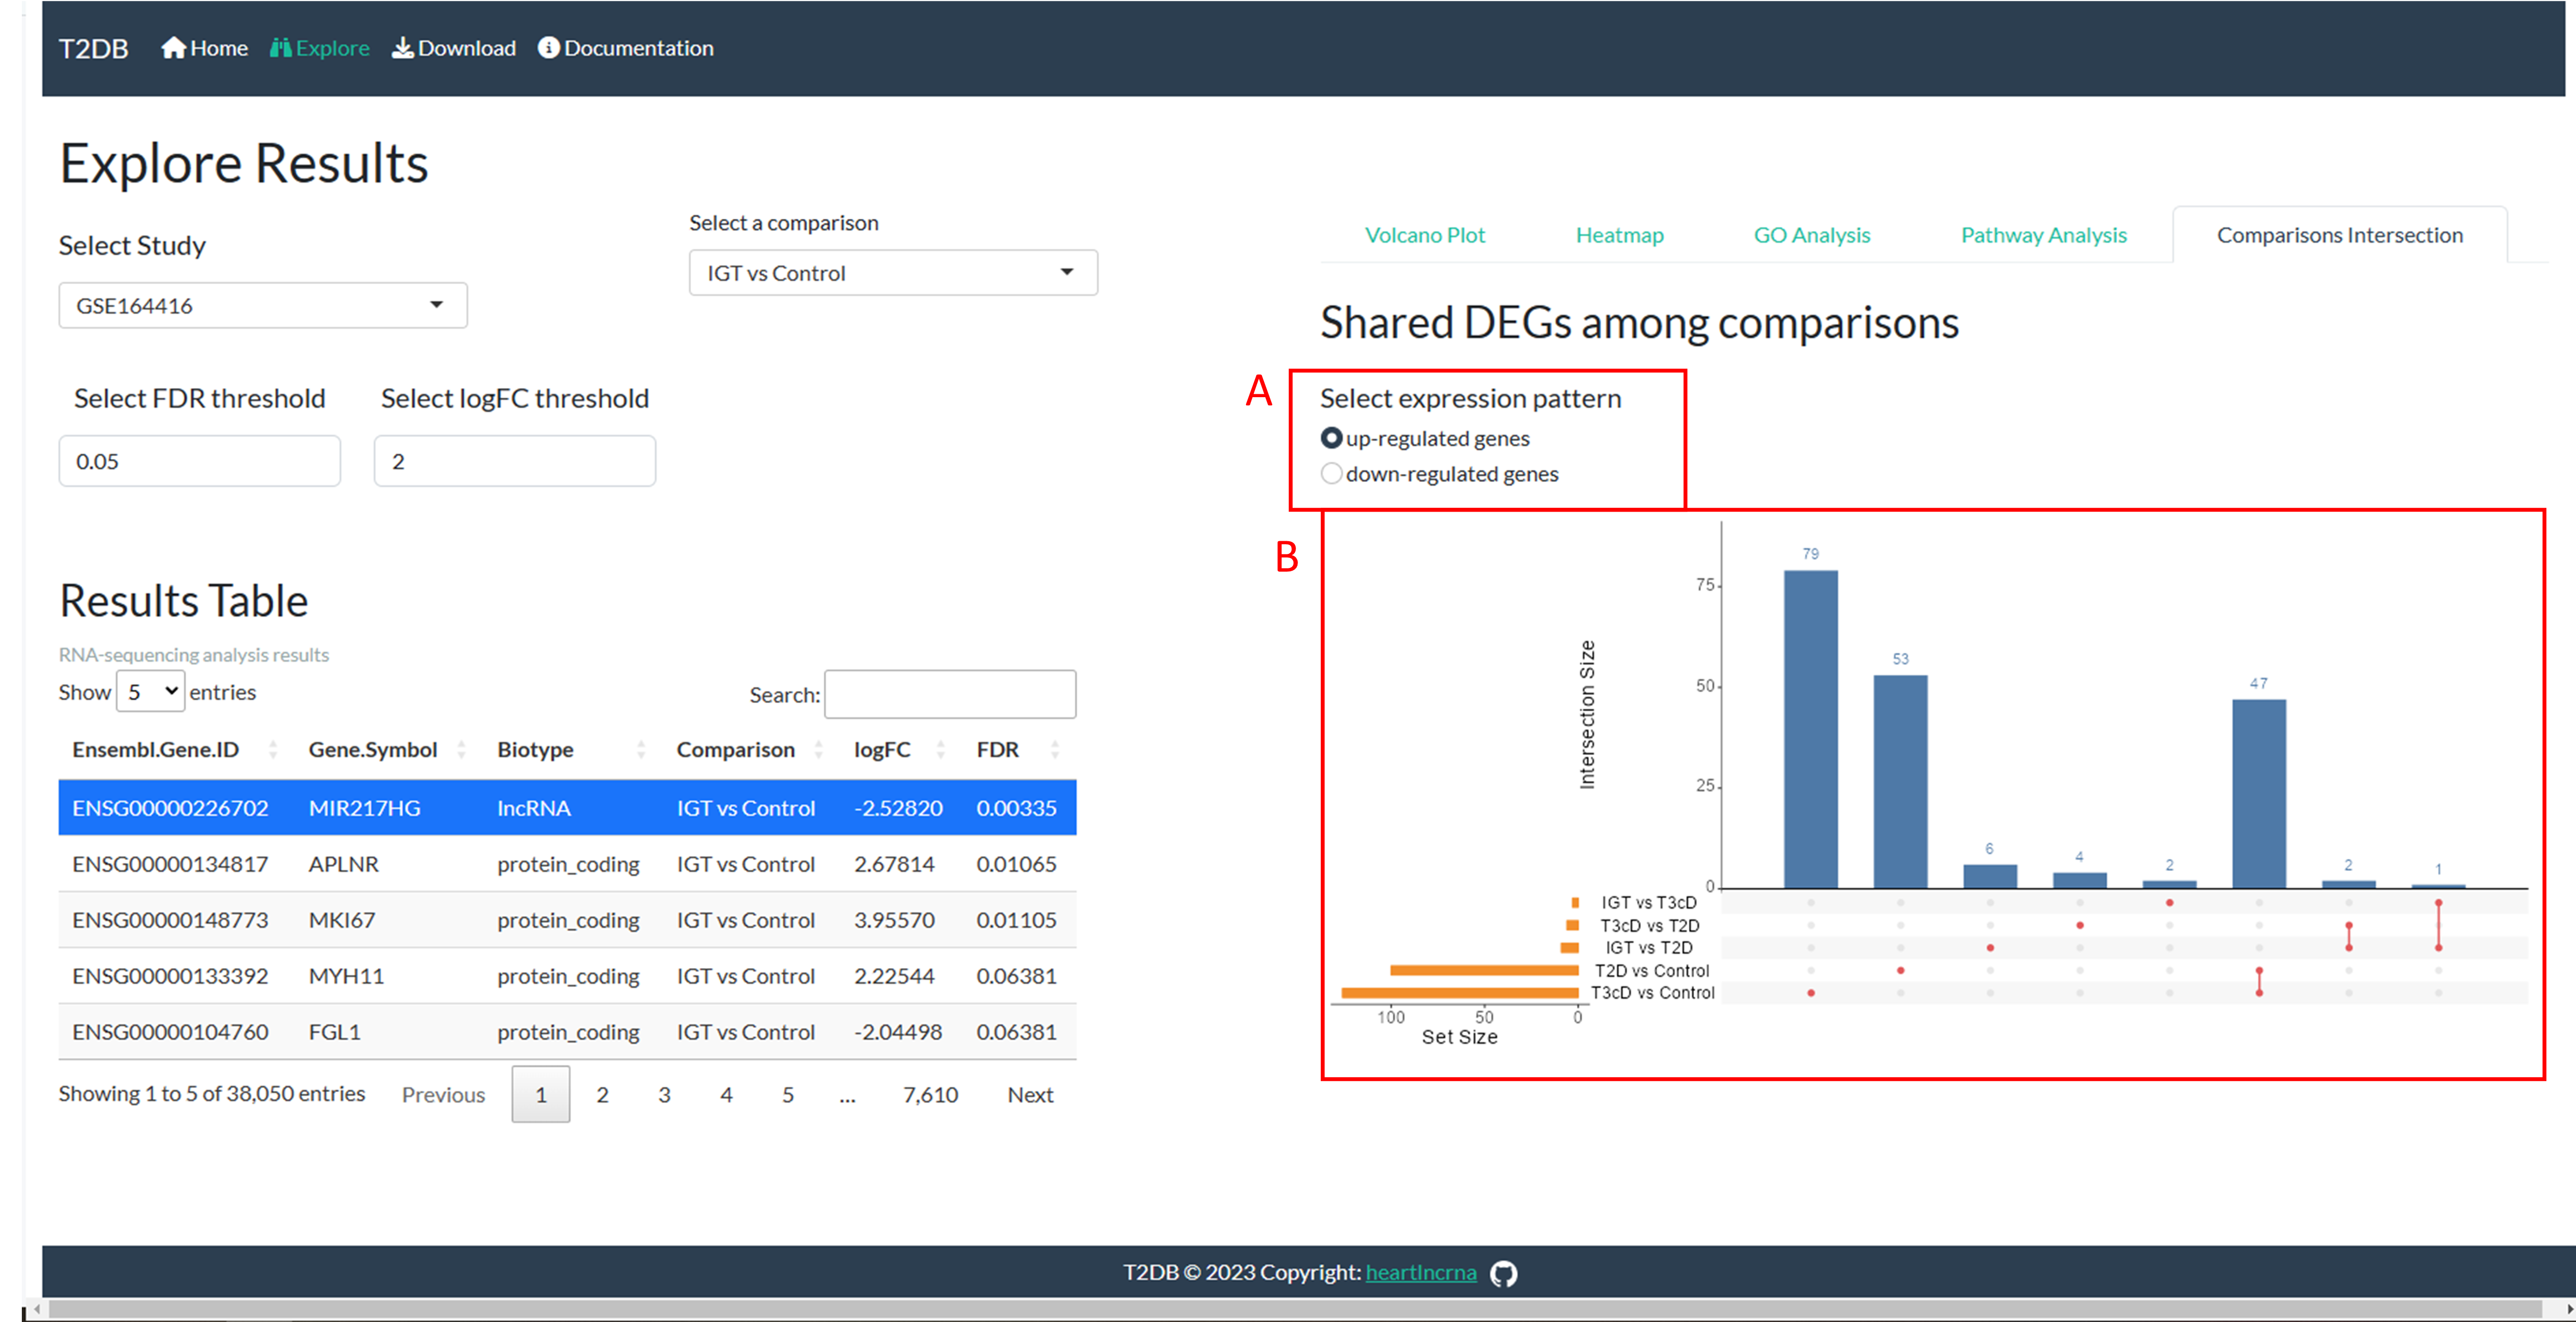 T2DB Home Explore Download Documentation
Explore Results
Select Study
GSE164416
Select a comparison
IGT vs Control
Select FDR threshold
0.05
Select logFC threshold
2
Results Table
RNA-sequencing analysis results
Show 5 entries
Search:
Ensembl.Gene.ID Gene.Symbol Biotype Comparison logFC FDR
ENSG00000226702 MIR217HG lncRNA IGT vs Control -2.52820 0.00335
ENSG00000134817 APLNR protein_coding IGT vs Control 2.67814 0.01065
ENSG00000148773 MKI67 protein_coding IGT vs Control 3.95570 0.01105
ENSG00000133392 MYH11 protein_coding IGT vs Control 2.22544 0.06381
ENSG00000104760 FGL1 protein_coding IGT vs Control -2.04498 0.06381
Showing 1 to 5 of 38,050 entries Previous 1 2 3 4 5 ... 7,610 Next
Volcano Plot Heatmap GO Analysis Pathway Analysis Comparisons Intersection
Shared DEGs among comparisons
A
Select expression pattern
up-regulated genes
down-regulated genes
B
Intersection Size
75
50
25
0
79 53 6 4 2 47 2 1
IGT vs T3cD
T3cD vs T2D
IGT vs T2D
T2D vs Control
T3cD vs Control
100 50 0
Set Size
T2DB © 2023 Copyright: heartlncrna